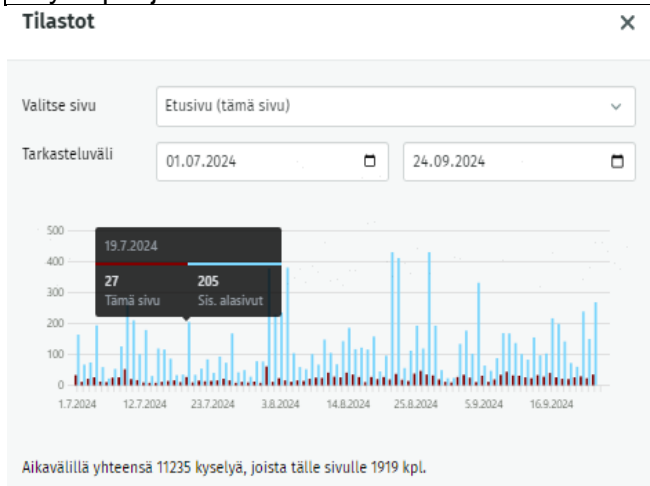 Tilastot
Valitse sivu
Etusivu (tämä sivu)
Tarkasteluväli
01.07.2024
24.09.2024
500
400
300
200
100
0
19.7.2024
27 205
Tämä sivu Sis. alasivut
1.7.2024 12.7.2024 23.7.2024 3.8.2024 14.8.2024 25.8.2024 5.9.2024 16.9.2024
Aikavälillä yhteensä 11235 kyselyä, joista tälle sivulle 1919 kpl.